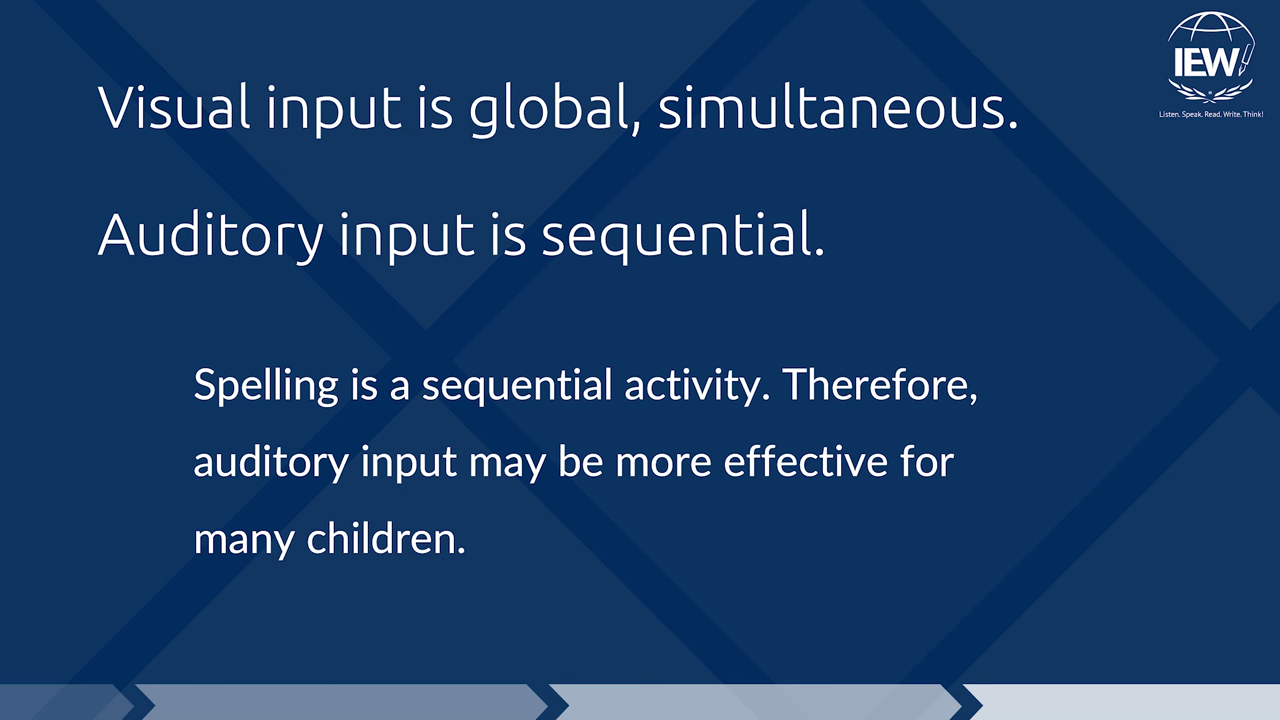 IEW
Listen. Speak. Read. Write. Think!
Visual input is global, simultaneous.
Auditory input is sequential.
Spelling is a sequential activity. Therefore,
auditory input may be more effective for
many children.